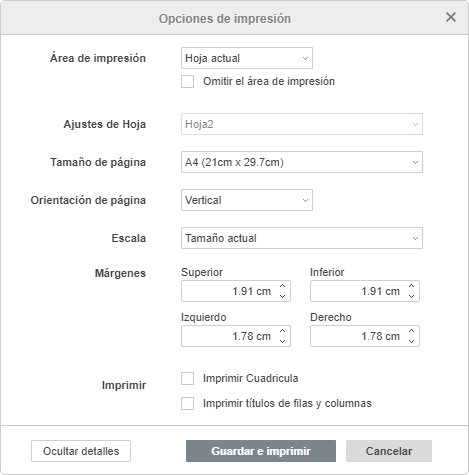 Opciones de impresión
Área de impresión
Hoja actual
Omitir el área de impresión
Ajustes de Hoja
Hoja2
Tamaño de página
A4 (21cm x 29.7cm)
Orientación de página
Vertical
Escala
Tamaño actual
Márgenes
Superior
Inferior
1.91 cm
1.91 cm
Izquierdo
Derecho
1.78 cm
1.78 cm
Imprimir
Imprimir Cuadricula
Imprimir títulos de filas y columnas
Ocultar detalles
Guardar e imprimir
Cancelar